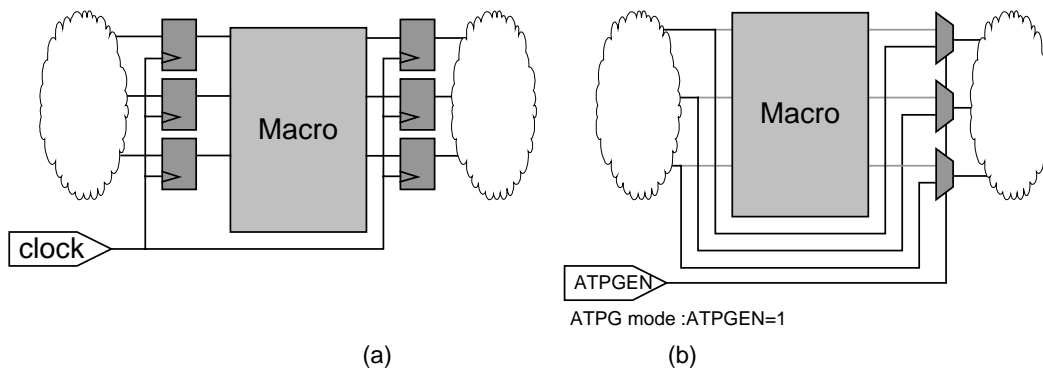 Macro
clock
(a)
Macro
ATPGEN
ATPG mode :ATPGEN=1
(b)